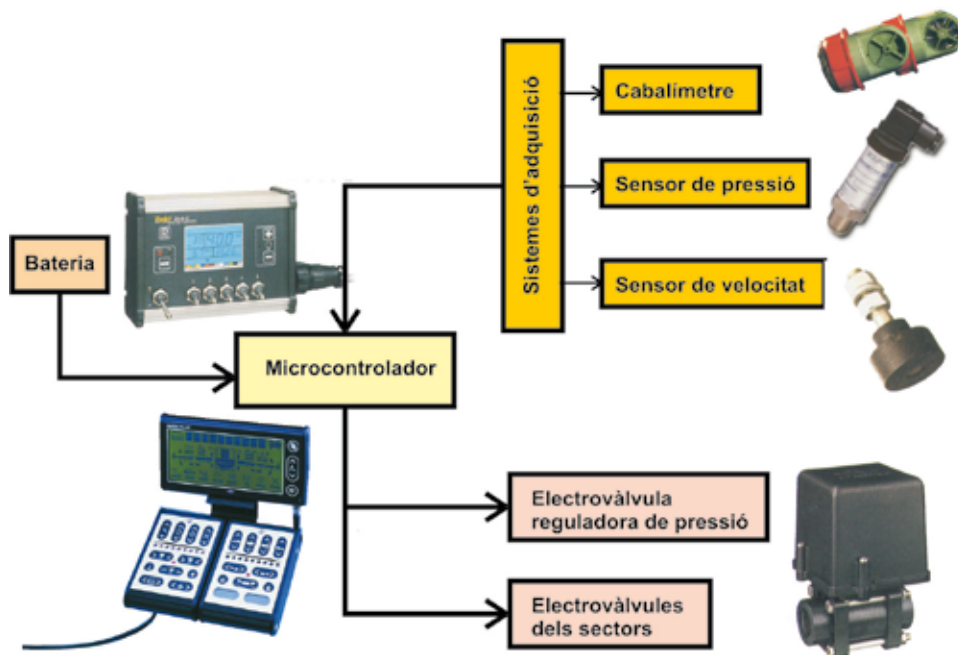 Sistemes d'adquisició
Cabalímetre
Sensor de pressió
Sensor de velocitat
Bateria
Microcontrolador
Electrovàlvula
reguladora de pressió
Electrovàlvules
dels sectors